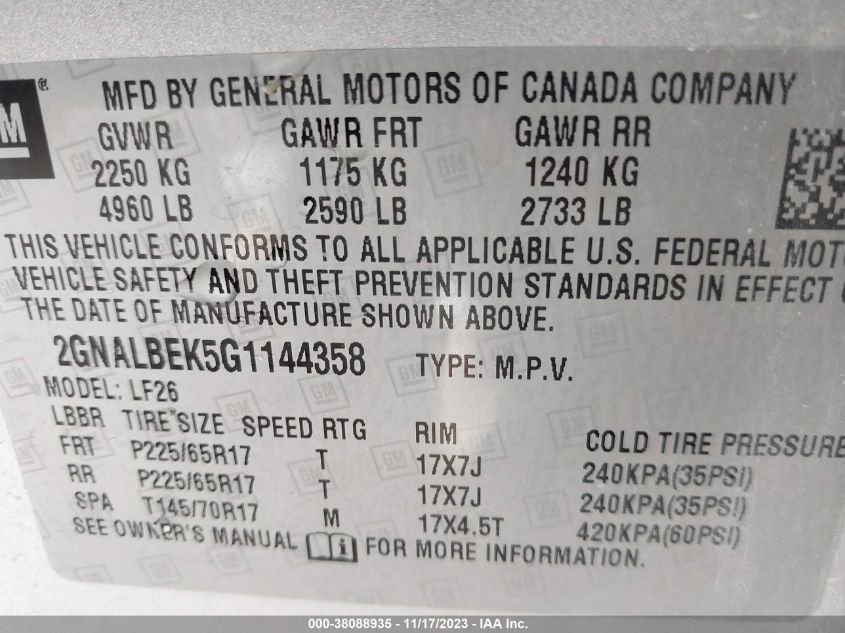 M ®
MFD BY GENERAL MOTORS OF CANADA COMPANY
GVWR GAWR FRT GAWR RR
2250 KG 1175 KG 1240 KG
4960 LB 2590 LB 2733 LB
THIS VEHICLE CONFORMS TO ALL APPLICABLE U.S. FEDERAL MOT
VEHICLE SAFETY AND THEFT PREVENTION STANDARDS IN EFFECT
THE DATE OF MANUFACTURE SHOWN ABOVE.
2GNALBEK5G1144358 TYPE: M.P.V.
MODEL: LF26
LBBR TIRE SIZE SPEED RTG RIM COLD TIRE PRESSURE
FRT P225/65R17 T 17X7J 240KPA(35PSI)
RR P225/65R17 T 17X7J 240KPA(35PSI)
SPA T145/70R17 M 17X4.5T 420KPA(60PSI)
SEE OWNER'S MANUAL i FOR MORE INFORMATION.
000-38088935 - 11/17/2023 - IAA Inc.